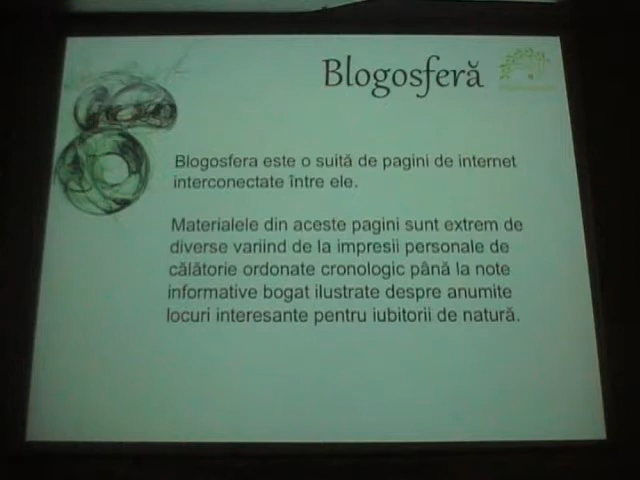 Blogosferă
Blogosfera este o suită de pagini de internet
interconectate între ele.
Materialele din aceste pagini sunt extrem de
diverse variind de la impresii personale de
călătorie ordonate cronologic până la note
informative bogat ilustrate despre anumite
locuri interesante pentru iubitorii de natură.